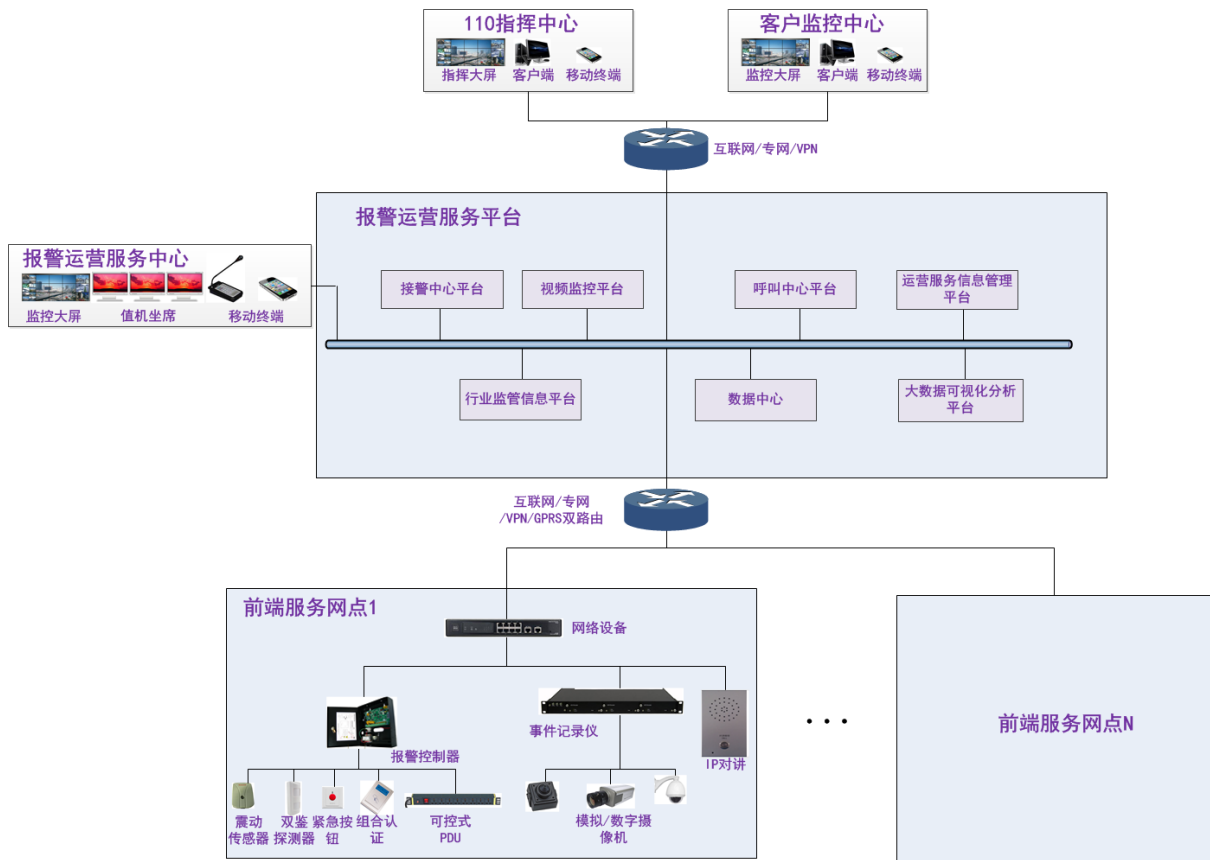 110指挥中心
指挥大屏 客户端 移动终端
客户监控中心
监控大屏 客户端 移动终端
互联网/专网/VPN
报警运营服务平台
报警运营服务中心
监控大屏 值机坐席 移动终端
接警中心平台
视频监控平台
呼叫中心平台
运营服务信息管理
平台
行业监管信息平台
数据中心
大数据可视化分析
平台
互联网/专网
/VPN/GPRS双路由
前端服务网点1
网络设备
报警控制器
事件记录仪
IP对讲
震动
传感器
双鉴
探测器
紧急按
钮
组合认
证
可控式
PDU
模拟/数字摄
像机
...
前端服务网点N